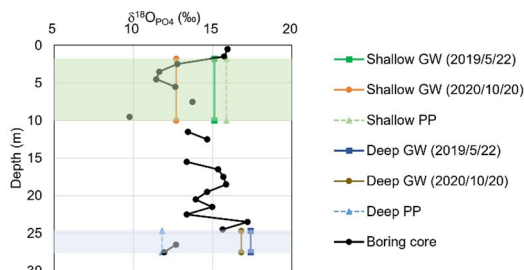 δ18OPO4 (‰)
5 10 15 20
0
5
10
15
20
25
30
Depth (m)
Shallow GW (2019/5/22)
Shallow GW (2020/10/20)
Shallow PP
Deep GW (2019/5/22)
Deep GW (2020/10/20)
Deep PP
Boring core